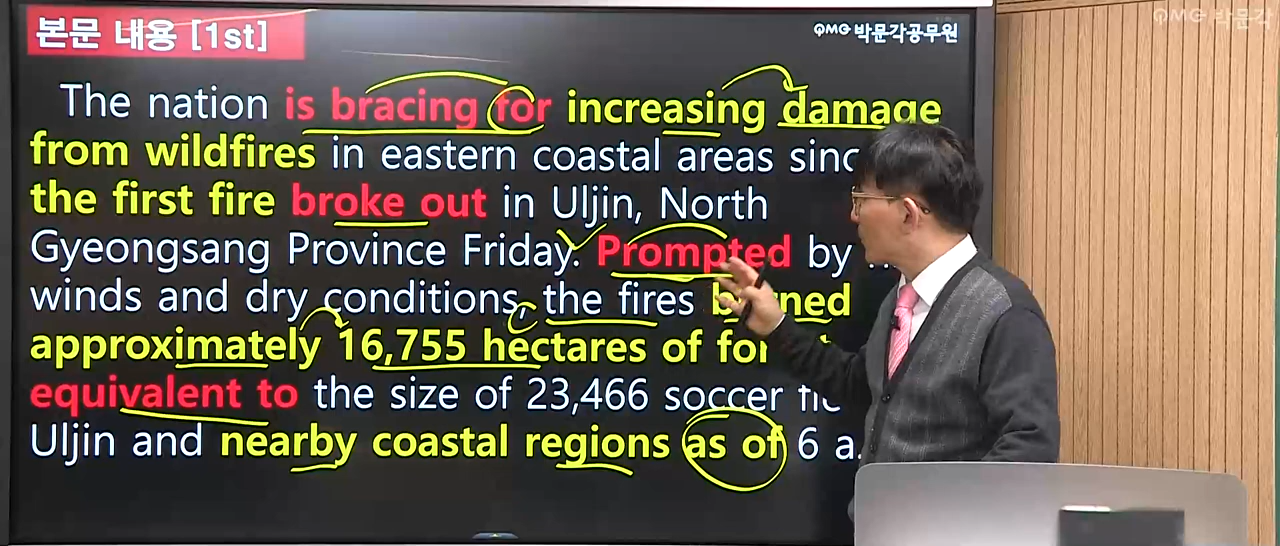 본문 내용 [1st]
PMG 박문각공무원
PMG 박문각
The nation is bracing for increasing damage
from wildfires in eastern coastal areas
the first fire broke out in Uljin, North
Gyeongsang Province Friday. Prompted by
winds and dry conditions, the fires burned
approximately 16,755 hectares of
equivalent to the size of 23,466 soccer
Uljin and nearby coastal regions as of 6